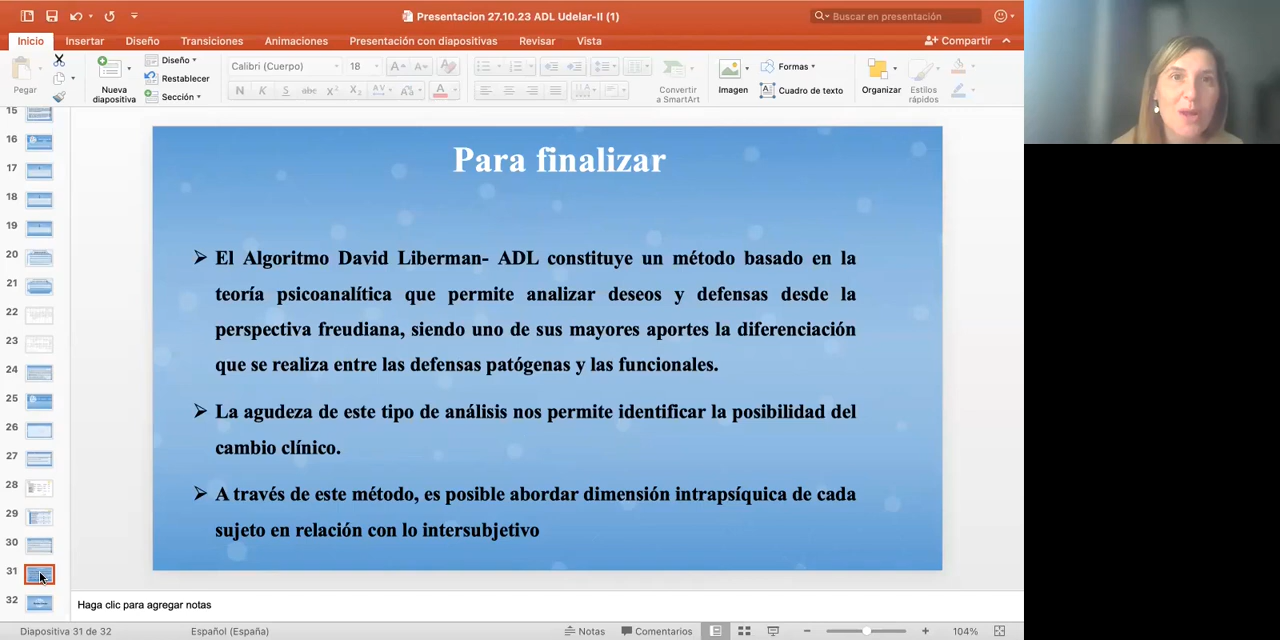 Presentacion 27.10.23 ADL Udelar-II (1)
Buscar en presentación
Inicio Insertar Diseño Transiciones Animaciones Presentación con diapositivas Revisar Vista Compartir
Pegar
Nueva diapositiva
Diseño
Restablecer
Sección
Calibri (Cuerpo) 18
N K S abc X² X₂ AV Aa A
Convertir a SmartArt
Imagen
Formas
Cuadro de texto
Organizar
Estilos rápidos
15
16
17
18
19
20
21
22
23
24
25
26
27
28
29
30
31
32
Para finalizar
El Algoritmo David Liberman- ADL constituye un método basado en la
teoría psicoanalítica que permite analizar deseos y defensas desde la
perspectiva freudiana, siendo uno de sus mayores aportes la diferenciación
que se realiza entre las defensas patógenas y las funcionales.
La agudeza de este tipo de análisis nos permite identificar la posibilidad del
cambio clínico.
A través de este método, es posible abordar dimensión intrapsíquica de cada
sujeto en relación con lo intersubjetivo
Haga clic para agregar notas
Diapositiva 31 de 32 Español (España) Notas Comentarios 104%